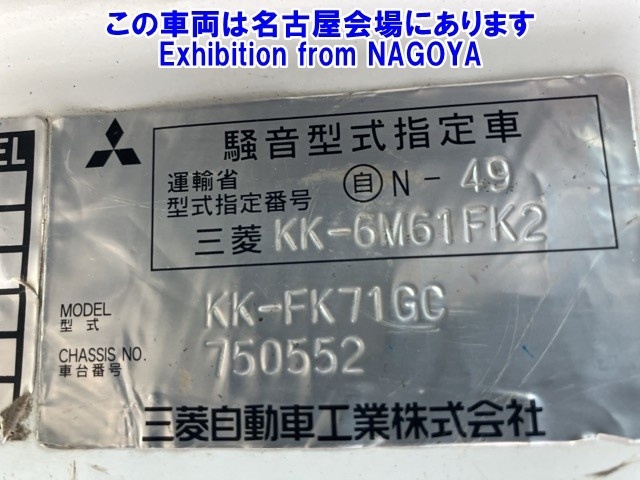 この車両は名古屋会場にあります
Exhibition from NAGOYA
EL
騒音型式指定車
運輸省
型式指定番号 自 N - 49
三菱 KK-6M61FK2
MODEL
型式 KK-FK71GC
CHASSIS NO.
車台番号 750552
三菱自動車工業株式会社